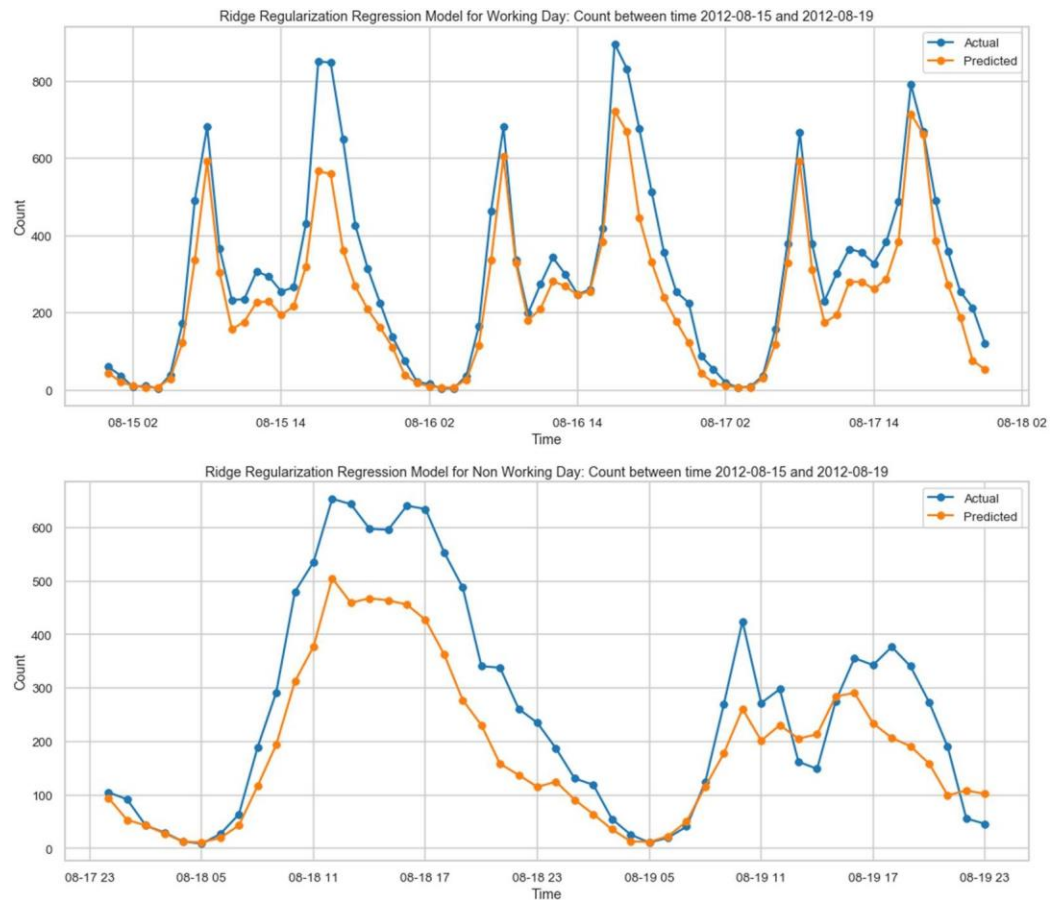 Ridge Regularization Regression Model for Working Day: Count between time 2012-08-15 and 2012-08-19
Actual
Predicted
800
600
400
200
0
Count
08-15 02 08-15 14 08-16 02 08-16 14 08-17 02 08-17 14 08-18 02
Time
Ridge Regularization Regression Model for Non Working Day: Count between time 2012-08-15 and 2012-08-19
Actual
Predicted
600
500
400
300
200
100
0
Count
08-17 23 08-18 05 08-18 11 08-18 17 08-18 23 08-19 05 08-19 11 08-19 17 08-19 23
Time